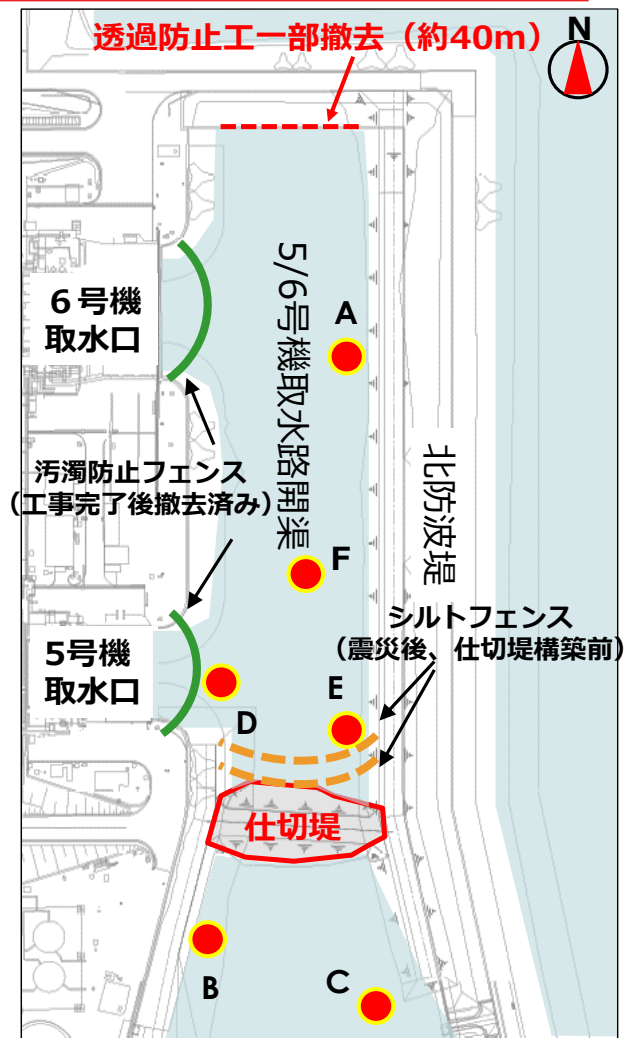 透過防止工一部撤去（約40m）
N
6号機
取水口
5/6号機取水路開渠
A
北防波堤
汚濁防止フェンス
（工事完了後撤去済み）
F
シルトフェンス
（震災後、仕切堤構築前）
5号機
取水口
D
E
仕切堤
B
C